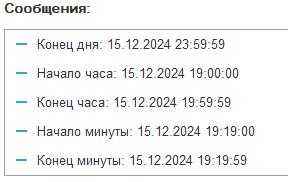 Сообщения:
Конец дня: 15.12.2024 23:59:59
Начало часа: 15.12.2024 19:00:00
Конец часа: 15.12.2024 19:59:59
Начало минуты: 15.12.2024 19:19:00
Конец минуты: 15.12.2024 19:19:59